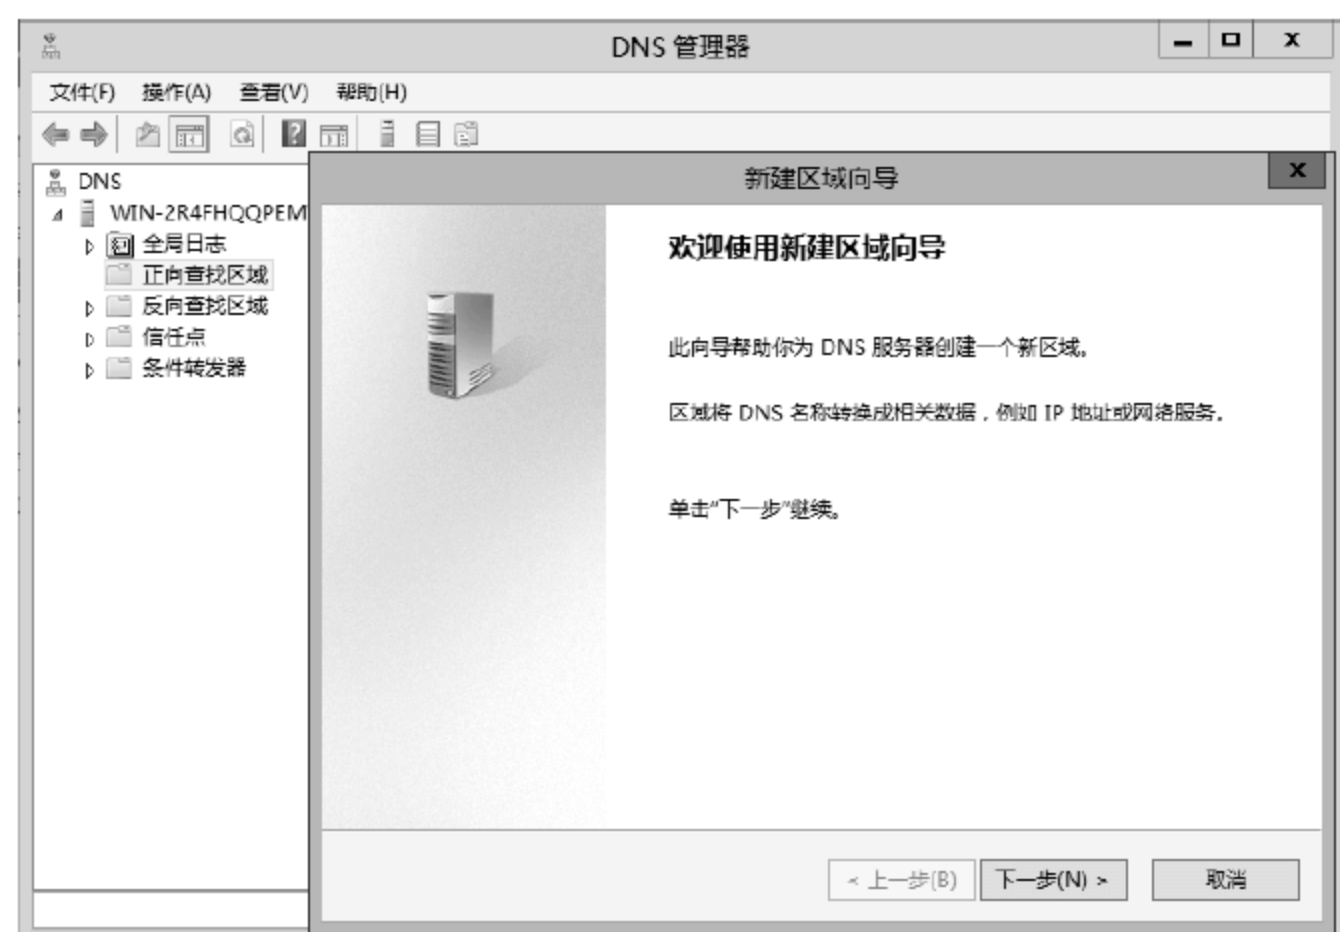 DNS 管理器
文件(F) 操作(A) 查看(V) 帮助(H)
DNS
WIN-2R4FHQQPEM
全局日志
正向查找区域
反向查找区域
信任点
条件转发器
新建区域向导
欢迎使用新建区域向导
此向导帮助你为 DNS 服务器创建一个新区域。
区域将 DNS 名称转换成相关数据，例如 IP 地址或网络服务。
单击“下一步”继续。
< 上一步(B) 下一步(N) > 取消